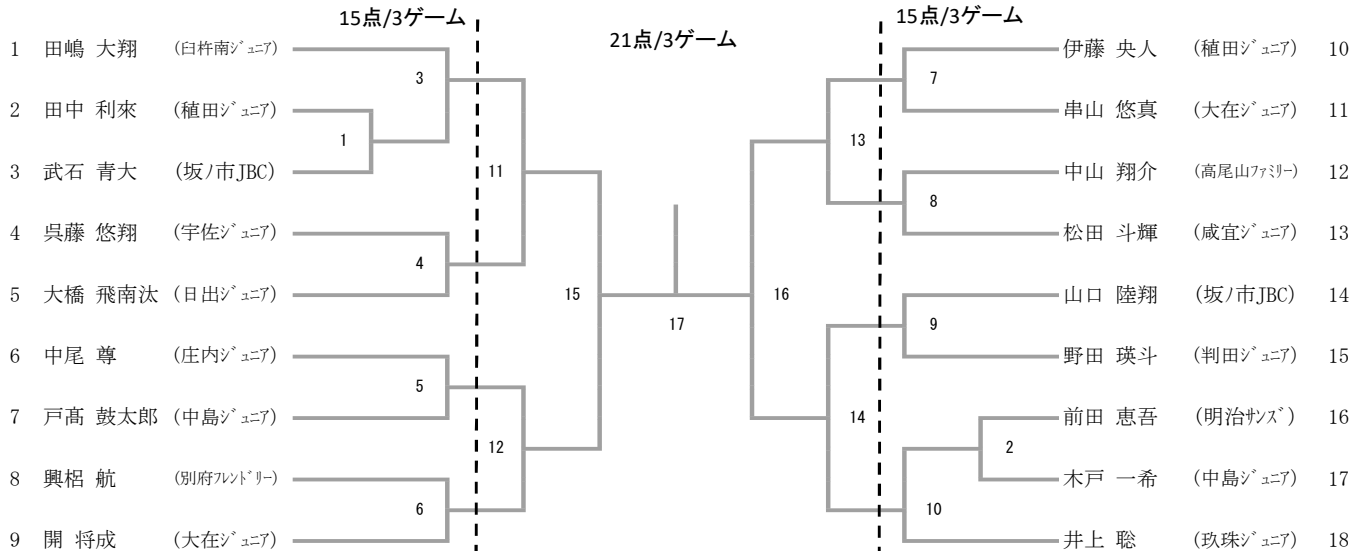 15点/3ゲーム
21点/3ゲーム
15点/3ゲーム
1 田嶋 大翔 (臼杵南ジュニア)
2 田中 利來 (稙田ジュニア)
3 武石 青大 (坂ノ市JBC)
4 呉藤 悠翔 (宇佐ジュニア)
5 大橋 飛南汰 (日出ジュニア)
6 中尾 尊 (庄内ジュニア)
7 戸髙 鼓太郎 (中島ジュニア)
8 興梠 航 (別府フレンドリー)
9 開 将成 (大在ジュニア)
3
1
11
4
15
5
12
6
17
16
13
7
8
14
9
2
10
伊藤 央人 (稙田ジュニア) 10
串山 悠真 (大在ジュニア) 11
中山 翔介 (高尾山ファミリー) 12
松田 斗輝 (咸宜ジュニア) 13
山口 陸翔 (坂ノ市JBC) 14
野田 瑛斗 (判田ジュニア) 15
前田 恵吾 (明治サンズ) 16
木戸 一希 (中島ジュニア) 17
井上 聡 (玖珠ジュニア) 18